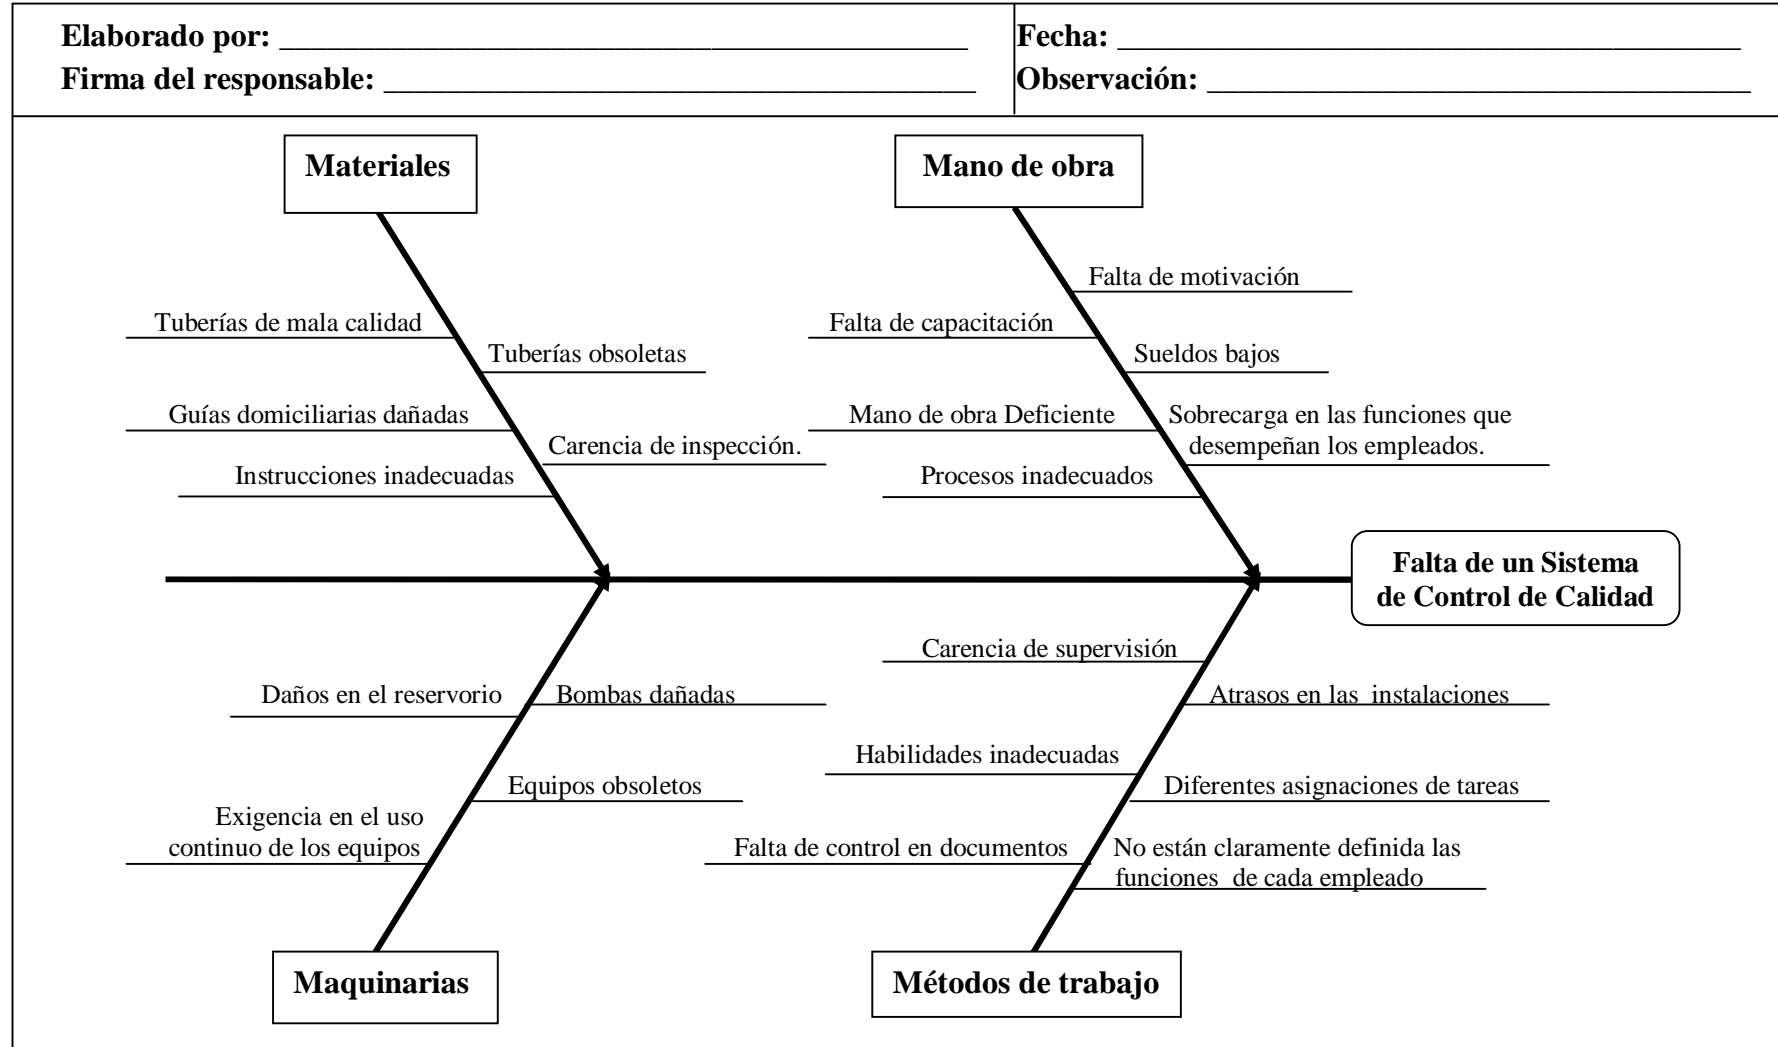 Elaborado por: ___________________________________________
Fecha: _______________________________________
Firma del responsable: _____________________________________
Observación: __________________________________
Materiales
Mano de obra
Falta de motivación
Tuberías de mala calidad
Falta de capacitación
Tuberías obsoletas
Sueldos bajos
Guías domiciliarias dañadas
Mano de obra Deficiente
Sobrecarga en las funciones que
desempeñan los empleados.
Carencia de inspección.
Instrucciones inadecuadas
Procesos inadecuados
Falta de un Sistema
de Control de Calidad
Carencia de supervisión
Daños en el reservorio
Bombas dañadas
Atrasos en las  instalaciones
Habilidades inadecuadas
Equipos obsoletos
Diferentes asignaciones de tareas
Exigencia en el uso
continuo de los equipos
Falta de control en documentos
No están claramente definida las
funciones  de cada empleado
Maquinarias
Métodos de trabajo